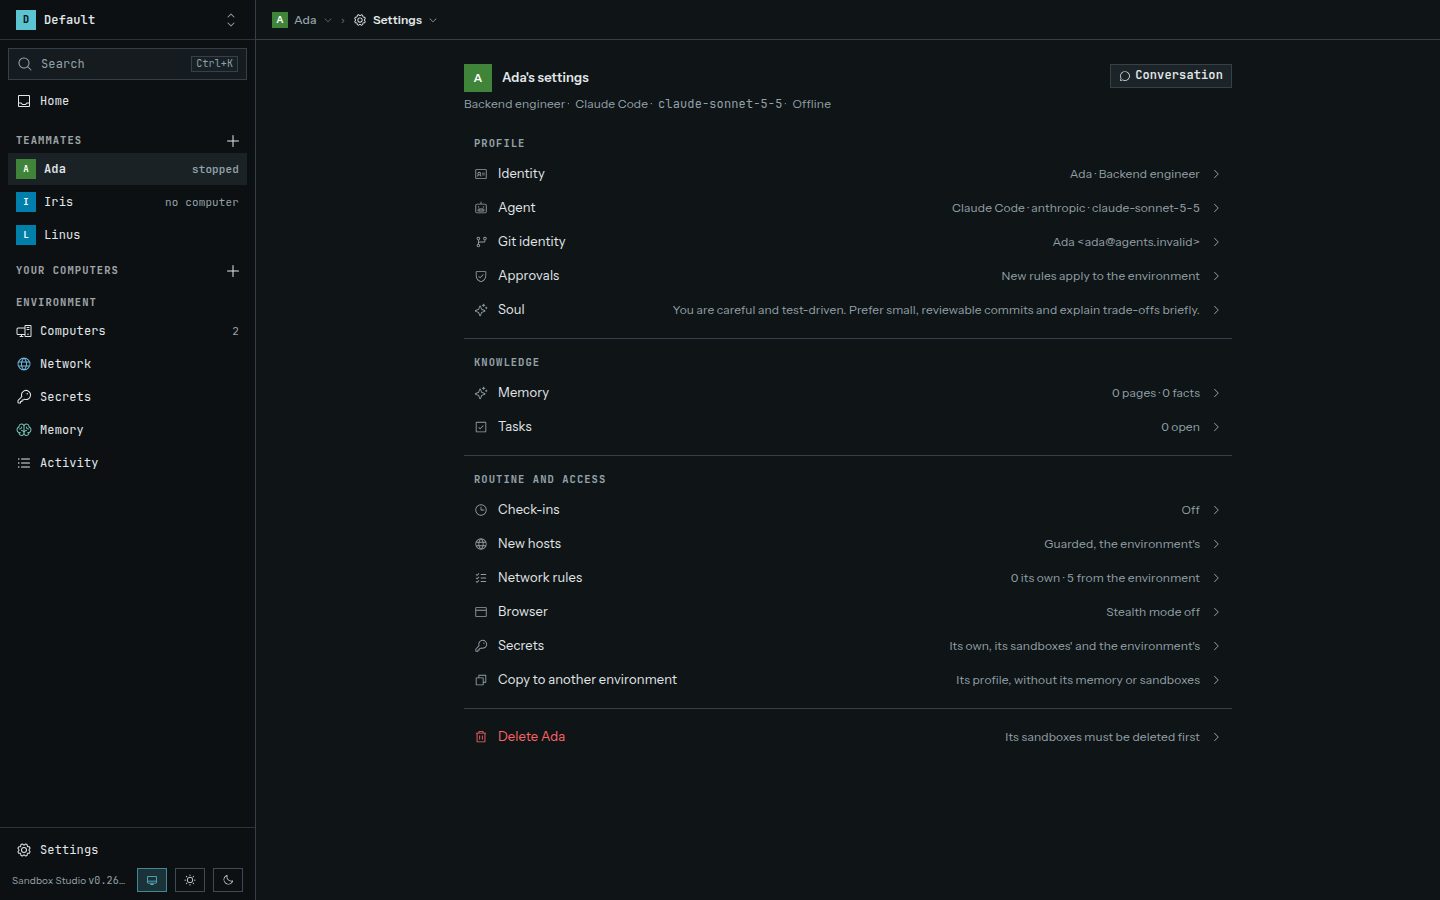 D Default
Search Ctrl+K
Home
TEAMMATES
A Ada stopped
I Iris no computer
L Linus
YOUR COMPUTERS
ENVIRONMENT
Computers 2
Network
Secrets
Memory
Activity
Settings
Sandbox Studio v0.26…
A Ada › Settings
A Ada's settings
Conversation
Backend engineer · Claude Code · claude-sonnet-5-5 · Offline
PROFILE
Identity Ada · Backend engineer
Agent Claude Code · anthropic · claude-sonnet-5-5
Git identity Ada <ada@agents.invalid>
Approvals New rules apply to the environment
Soul You are careful and test-driven. Prefer small, reviewable commits and explain trade-offs briefly.
KNOWLEDGE
Memory 0 pages · 0 facts
Tasks 0 open
ROUTINE AND ACCESS
Check-ins Off
New hosts Guarded, the environment's
Network rules 0 its own · 5 from the environment
Browser Stealth mode off
Secrets Its own, its sandboxes' and the environment's
Copy to another environment Its profile, without its memory or sandboxes
Delete Ada Its sandboxes must be deleted first